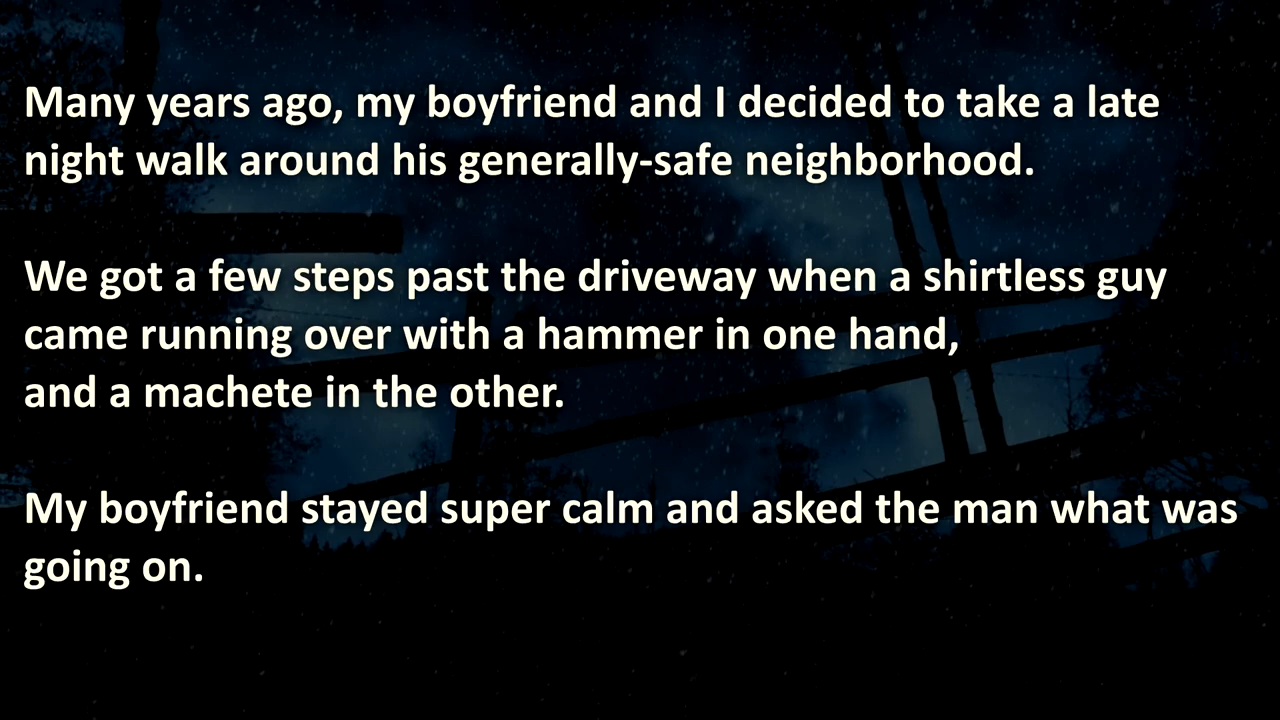 Many years ago, my boyfriend and I decided to take a late
night walk around his generally-safe neighborhood.
We got a few steps past the driveway when a shirtless guy
came running over with a hammer in one hand,
and a machete in the other.
My boyfriend stayed super calm and asked the man what was
going on.